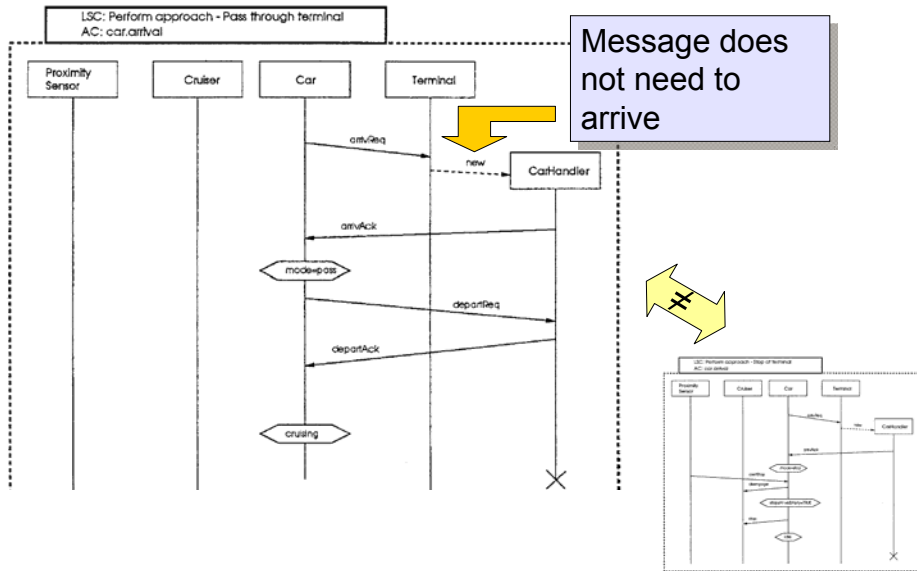 LSC: Perform approach - Pass through terminal
AC: car.arrival
Message does
not need to
arrive
Proximity
Sensor
Cruiser
Car
Terminal
arrivReq
new
CarHandler
arrivAck
mode=pass
departReq
departAck
cruising
≠
LSC: Perform approach - Stop at terminal
AC: car.arrival
Proximity
Sensor
Cruiser
Car
Terminal
new
CarHandler
stop